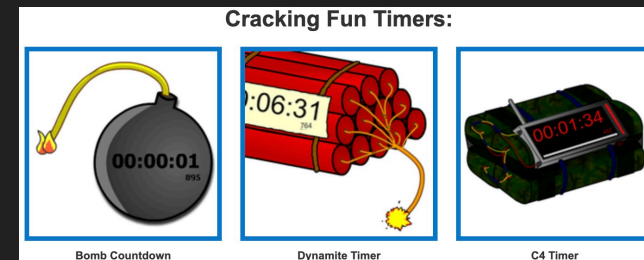 Cracking Fun Timers:
00:00:01
895
:06:31
764
00:01:34
Bomb Countdown
Dynamite Timer
C4 Timer